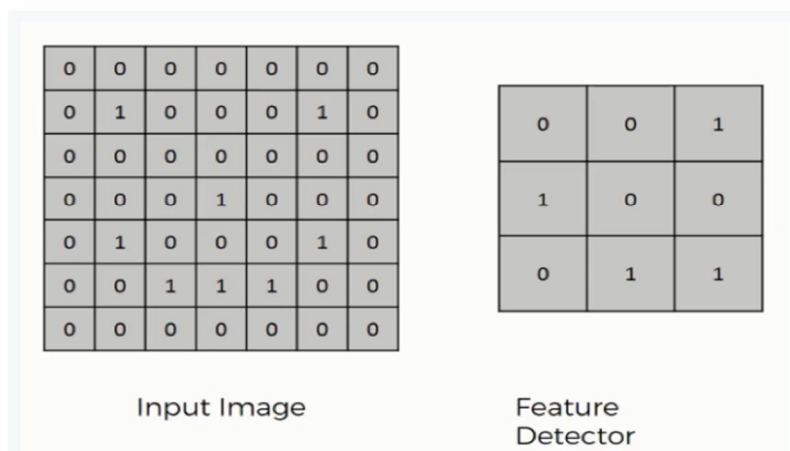 0 0 0 0 0 0 0
0 1 0 0 0 1 0
0 0 0 0 0 0 0
0 0 0 1 0 0 0
0 1 0 0 0 1 0
0 0 1 1 1 0 0
0 0 0 0 0 0 0
Input Image
0 0 1
1 0 0
0 1 1
Feature
Detector